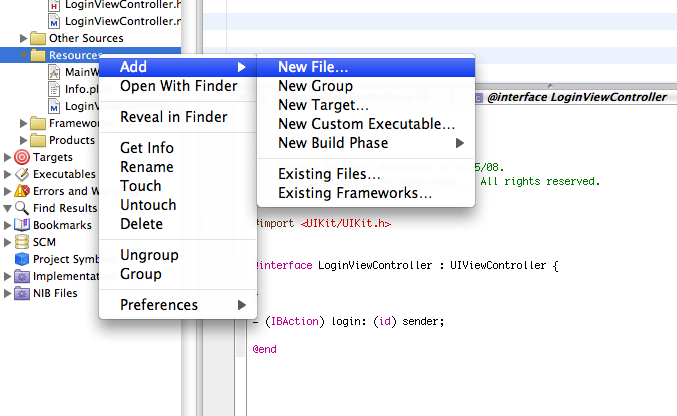 LoginViewController.h
LoginViewController.m
Other Sources
Resources
MainW
Info.pl
LoginV
Framew
Products
Targets
Executables
Errors and W
Find Results
Bookmarks
SCM
Project Symb
Implementat
NIB Files
Add
Open With Finder
Reveal in Finder
Get Info
Rename
Touch
Untouch
Delete
Ungroup
Group
Preferences
New File...
New Group
New Target...
New Custom Executable...
New Build Phase
Existing Files...
Existing Frameworks...
C @interface LoginViewController
5/08.
All rights reserved.
#import <UIKit/UIKit.h>
@interface LoginViewController : UIViewController {
}
- (IBAction) login: (id) sender;
@end